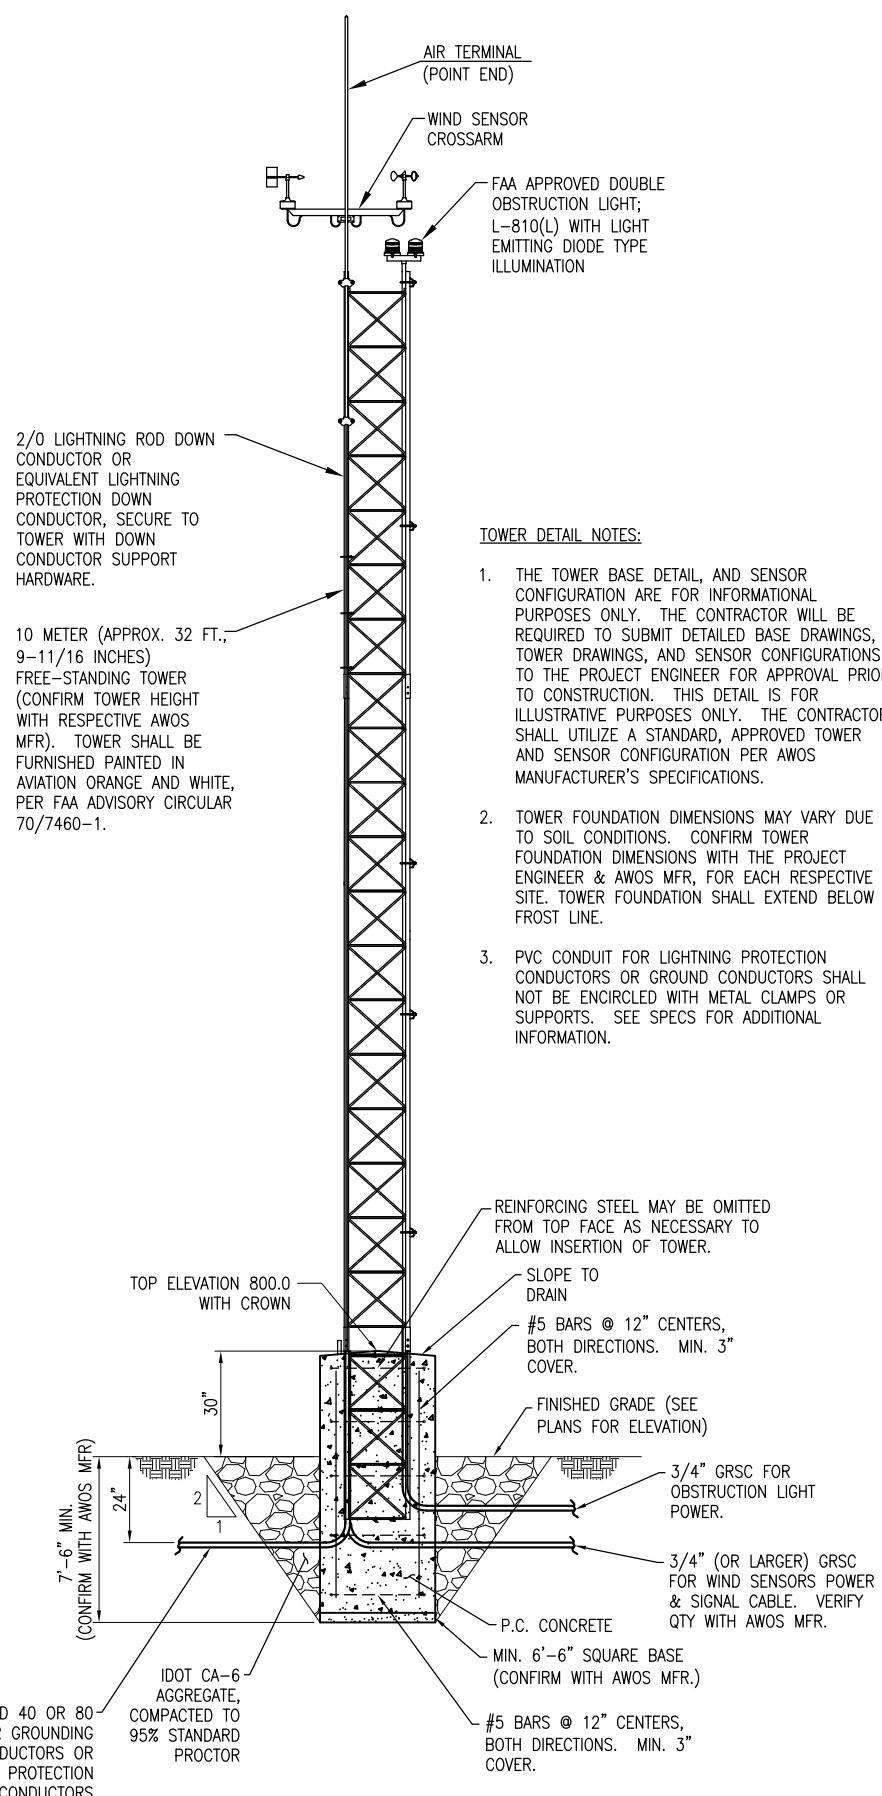 AIR TERMINAL
(POINT END)
WIND SENSOR
CROSSARM
FAA APPROVED DOUBLE
OBSTRUCTION LIGHT;
L-810(L) WITH LIGHT
EMITTING DIODE TYPE
ILLUMINATION
2/0 LIGHTNING ROD DOWN
CONDUCTOR OR
EQUIVALENT LIGHTNING
PROTECTION DOWN
CONDUCTOR, SECURE TO
TOWER WITH DOWN
CONDUCTOR SUPPORT
HARDWARE.
10 METER (APPROX. 32 FT.,
9-11/16 INCHES)
FREE-STANDING TOWER
(CONFIRM TOWER HEIGHT
WITH RESPECTIVE AWOS
MFR). TOWER SHALL BE
FURNISHED PAINTED IN
AVIATION ORANGE AND WHITE,
PER FAA ADVISORY CIRCULAR
70/7460-1.
TOWER DETAIL NOTES:
1. THE TOWER BASE DETAIL, AND SENSOR
CONFIGURATION ARE FOR INFORMATIONAL
PURPOSES ONLY. THE CONTRACTOR WILL BE
REQUIRED TO SUBMIT DETAILED BASE DRAWINGS,
TOWER DRAWINGS, AND SENSOR CONFIGURATIONS
TO THE PROJECT ENGINEER FOR APPROVAL PRIO
TO CONSTRUCTION. THIS DETAIL IS FOR
ILLUSTRATIVE PURPOSES ONLY. THE CONTRACTOR
SHALL UTILIZE A STANDARD, APPROVED TOWER
AND SENSOR CONFIGURATION PER AWOS
MANUFACTURER'S SPECIFICATIONS.
2. TOWER FOUNDATION DIMENSIONS MAY VARY DUE
TO SOIL CONDITIONS. CONFIRM TOWER
FOUNDATION DIMENSIONS WITH THE PROJECT
ENGINEER & AWOS MFR, FOR EACH RESPECTIVE
SITE. TOWER FOUNDATION SHALL EXTEND BELOW
FROST LINE.
3. PVC CONDUIT FOR LIGHTNING PROTECTION
CONDUCTORS OR GROUND CONDUCTORS SHALL
NOT BE ENCIRCLED WITH METAL CLAMPS OR
SUPPORTS. SEE SPECS FOR ADDITIONAL
INFORMATION.
REINFORCING STEEL MAY BE OMITTED
FROM TOP FACE AS NECESSARY TO
ALLOW INSERTION OF TOWER.
TOP ELEVATION 800.0
WITH CROWN
SLOPE TO
DRAIN
#5 BARS @ 12" CENTERS,
BOTH DIRECTIONS. MIN. 3"
COVER.
30"
FINISHED GRADE (SEE
PLANS FOR ELEVATION)
7'-6" MIN.
(CONFIRM WITH AWOS MFR)
24"
2
1
3/4" GRSC FOR
OBSTRUCTION LIGHT
POWER.
3/4" (OR LARGER) GRSC
FOR WIND SENSORS POWER
& SIGNAL CABLE. VERIFY
QTY WITH AWOS MFR.
P.C. CONCRETE
MIN. 6'-6" SQUARE BASE
(CONFIRM WITH AWOS MFR.)
IDOT CA-6
AGGREGATE,
COMPACTED TO
95% STANDARD
PROCTOR
#5 BARS @ 12" CENTERS,
BOTH DIRECTIONS. MIN. 3"
COVER.
D 40 OR 80
GROUNDING
DUCTORS OR
PROTECTION
CONDUCTORS